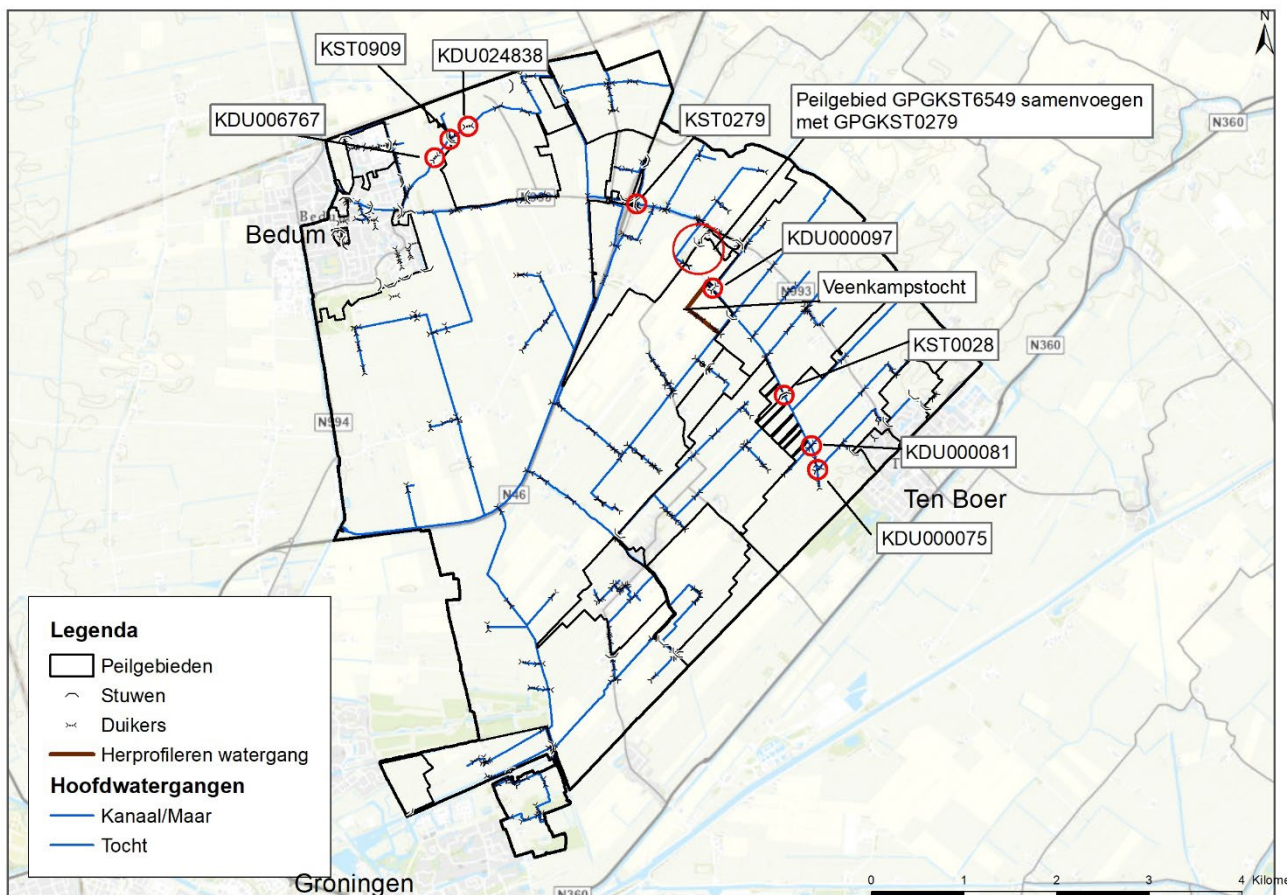 N
KST0909
KDU024838
KDU006767
KST0279
Peilgebied GPGKST6549 samenvoegen
met GPGKST0279
N360
Bedum
KDU000097
Veenkampstocht
N993
KST0028
N360
N994
KDU000081
N46
Ten Boer
KDU000075
Legenda
Peilgebieden
Stuwen
Duikers
Herprofileren watergang
Hoofdwatergangen
Kanaal/Maar
Tocht
Groningen
N360
0 1 2 3 4 Kilome